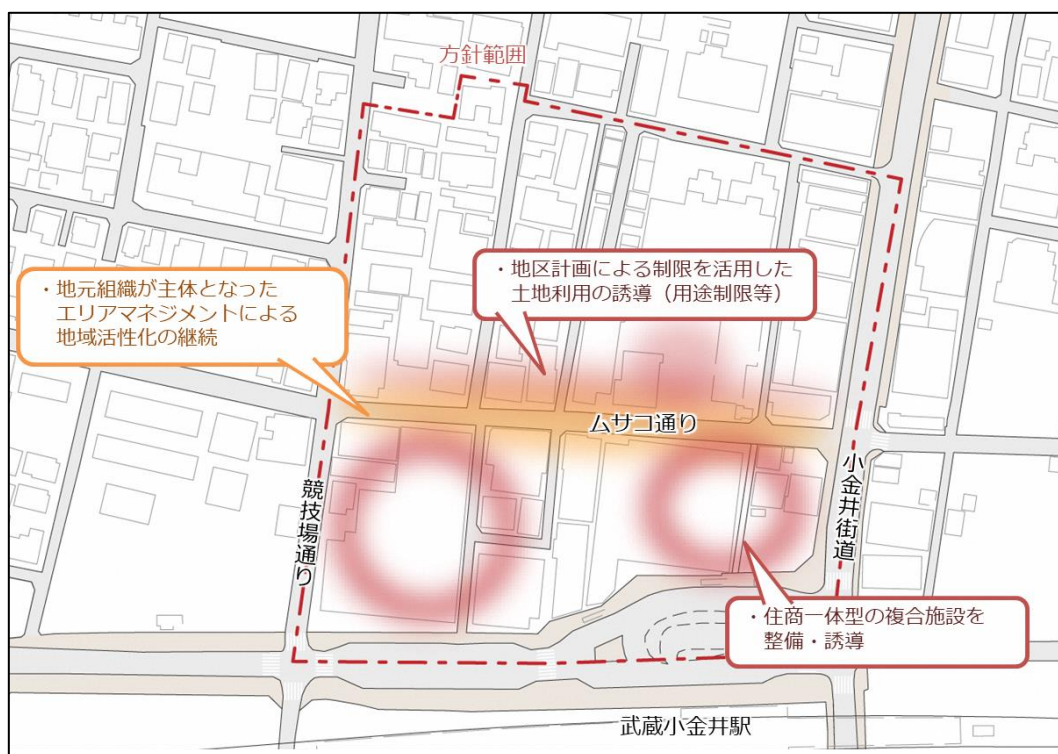 方針範囲
・地区計画による制限を活用した
土地利用の誘導（用途制限等）
・地元組織が主体となった
エリアマネジメントによる
地域活性化の継続
ムサコ通り
競技場通り
小金井街道
・住商一体型の複合施設を
整備・誘導
武蔵小金井駅